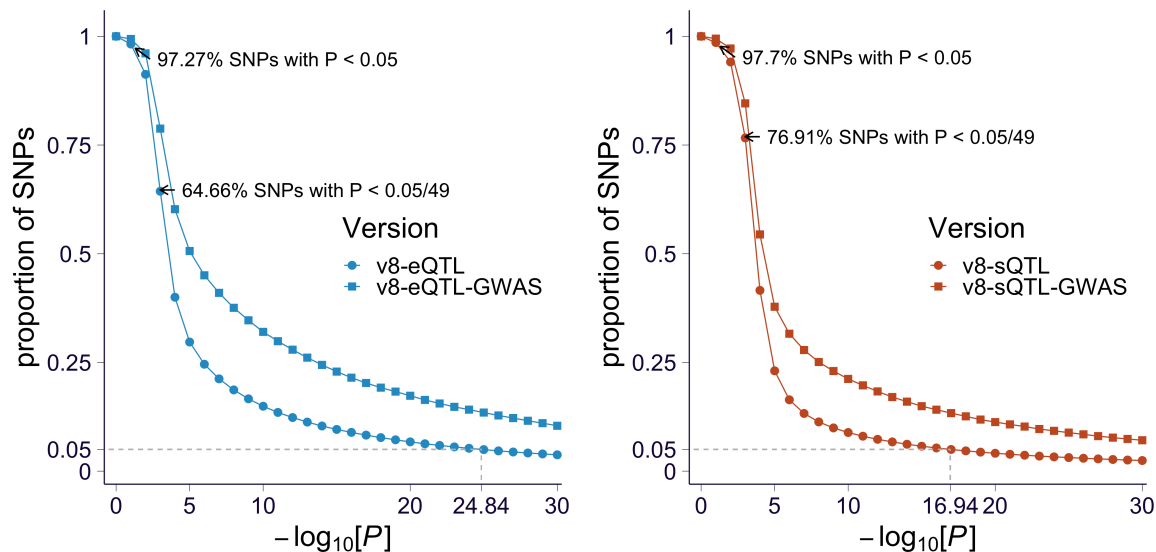 1
0.75
0.5
0.25
0.05
0
proportion of SNPs
97.27% SNPs with P < 0.05
64.66% SNPs with P < 0.05/49
Version
v8-eQTL
v8-eQTL-GWAS
0 5 10 20 24.84 30
−log10[P]
1
0.75
0.5
0.25
0.05
0
proportion of SNPs
97.7% SNPs with P < 0.05
76.91% SNPs with P < 0.05/49
Version
v8-sQTL
v8-sQTL-GWAS
0 5 10 16.94 20 30
−log10[P]